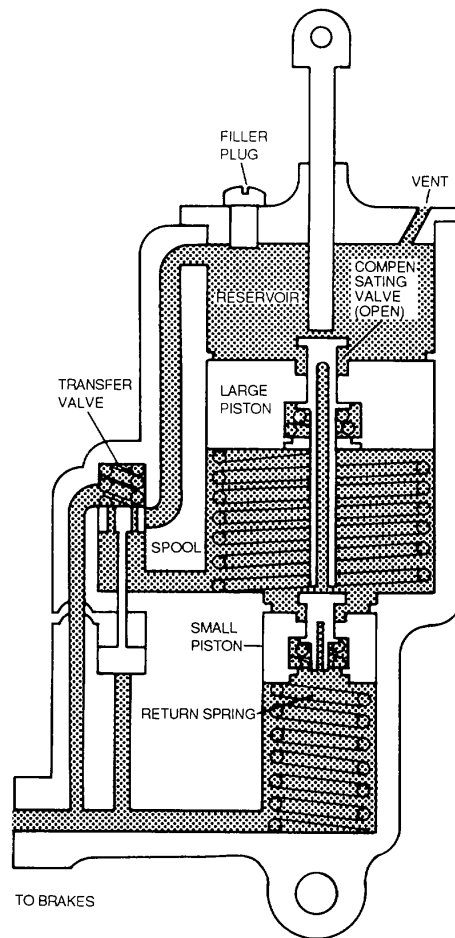 FILLER
PLUG
VENT
COMPEN
SATING
VALVE
(OPEN)
RESERVOIR
TRANSFER
VALVE
LARGE
PISTON
SPOOL
SMALL
PISTON
RETURN SPRING
TO BRAKES